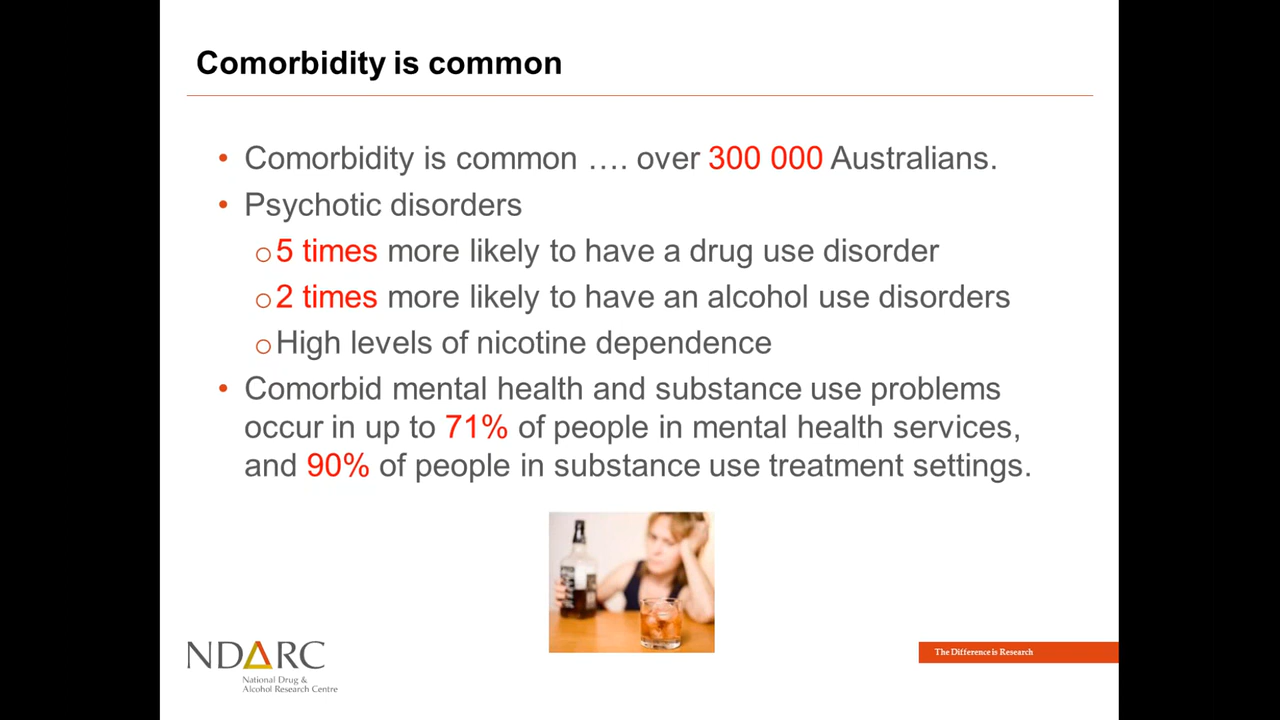 Comorbidity is common
• Comorbidity is common …. over 300 000 Australians.
• Psychotic disorders
o 5 times more likely to have a drug use disorder
o 2 times more likely to have an alcohol use disorders
o High levels of nicotine dependence
• Comorbid mental health and substance use problems
occur in up to 71% of people in mental health services,
and 90% of people in substance use treatment settings.
NDARC
National Drug &
Alcohol Research Centre
The Difference is Research